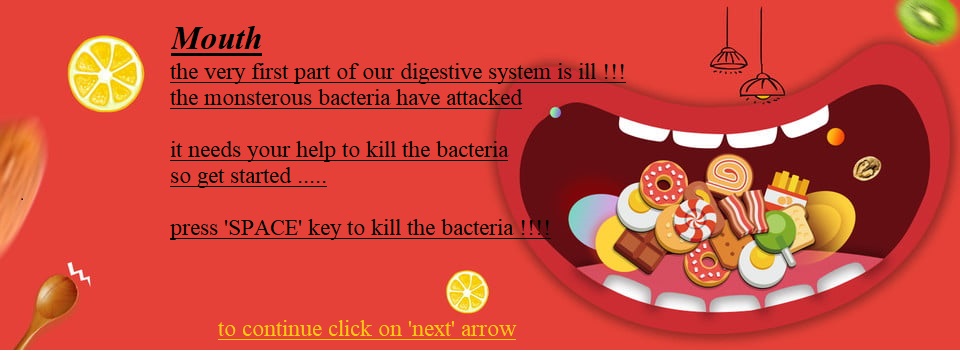 Mouth
the very first part of our digestive system is ill !!!
the monsterous bacteria have attacked
it needs your help to kill the bacteria
so get started .....
press 'SPACE' key to kill the bacteria !!!!
to continue click on 'next' arrow